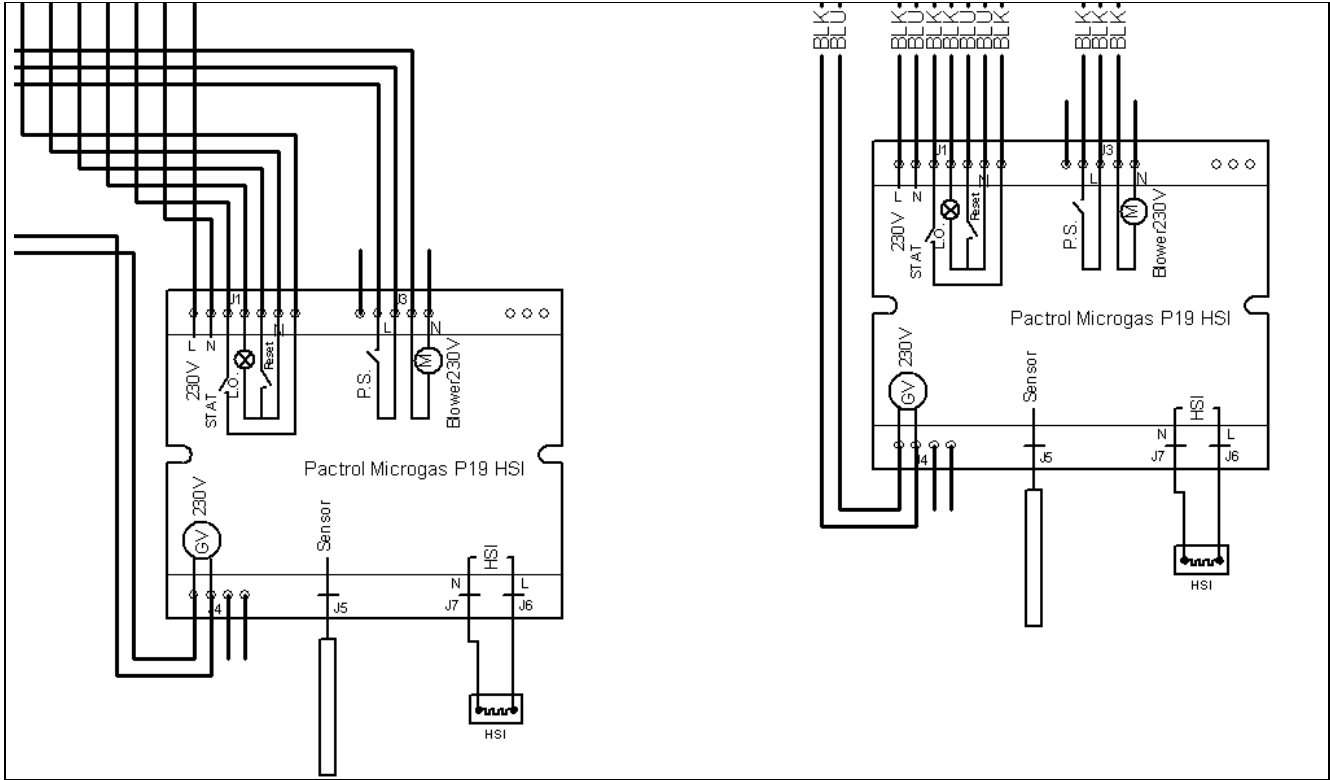 BLK
BLU
BLK
BLU
BLK
BLK
BLU
BLU
BLK
BLK
BLK
BLK
J1
J3
L
N
N
L
N
230V
STAT
L.O.
Reset
P.S.
M
Blower230V
Pactrol Microgas P19 HSI
GV
230V
Sensor
HSI
N
L
J4
J5
J7
J6
HSI
J1
J3
L
N
N
L
N
230V
STAT
L.O.
Reset
P.S.
M
Blower230V
Pactrol Microgas P19 HSI
GV
230V
Sensor
HSI
N
L
J4
J5
J7
J6
HSI